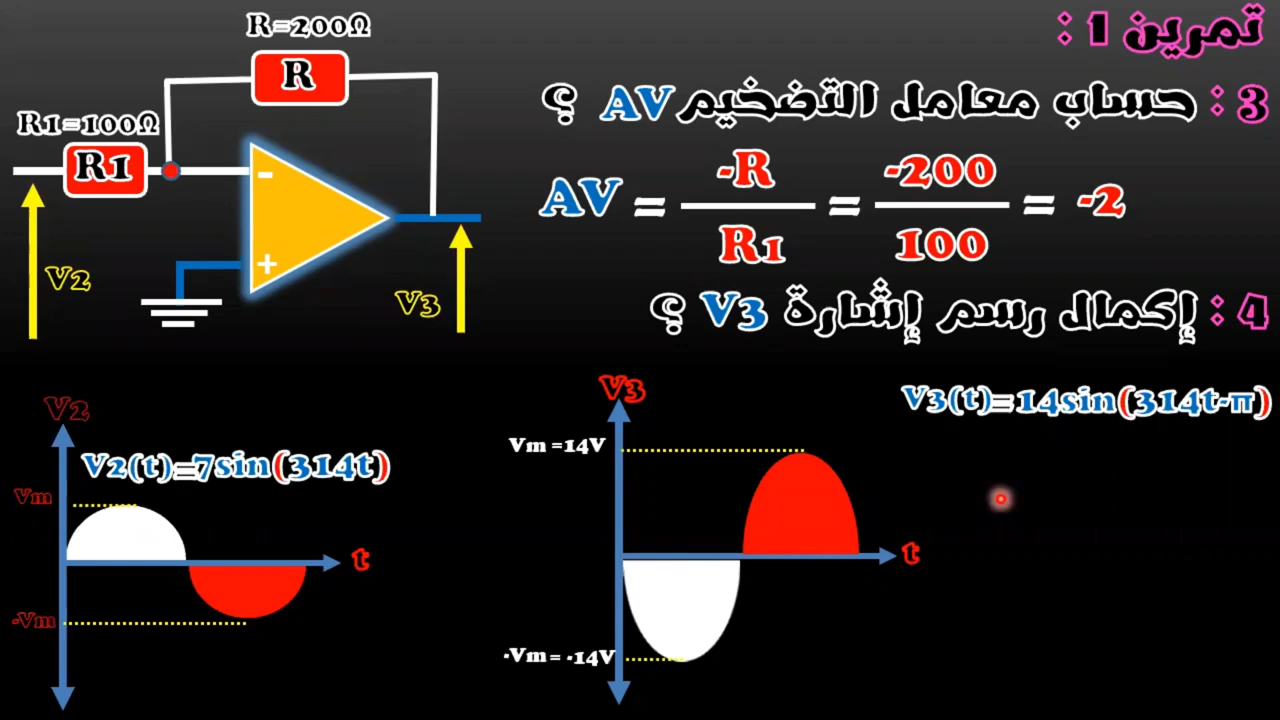 تمرين 1 :
R=200Ω
R
3 : حساب معامل التضخيم AV ؟
R1=100Ω
R1
-
+
AV = -R / R1 = -200 / 100 = -2
V2
V3
4 : إكمال رسم إشارة V3 ؟
V2
V2(t)=7sin(314t)
Vm
t
-Vm
V3
V3(t)=14sin(314t-π)
Vm =14V
t
-Vm = -14V